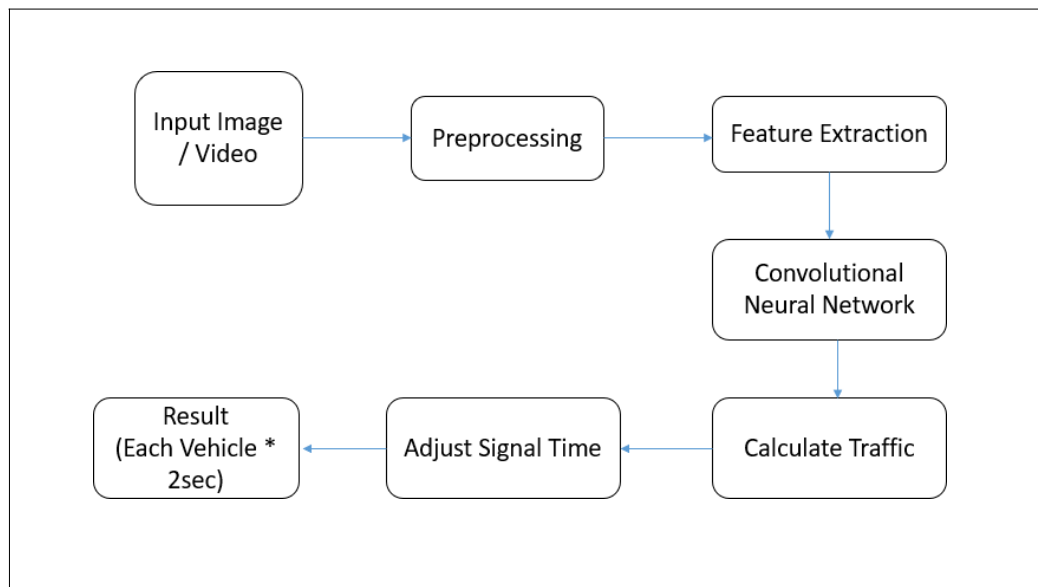 Input Image
/ Video
Preprocessing
Feature Extraction
Convolutional
Neural Network
Calculate Traffic
Adjust Signal Time
Result
(Each Vehicle *
2sec)